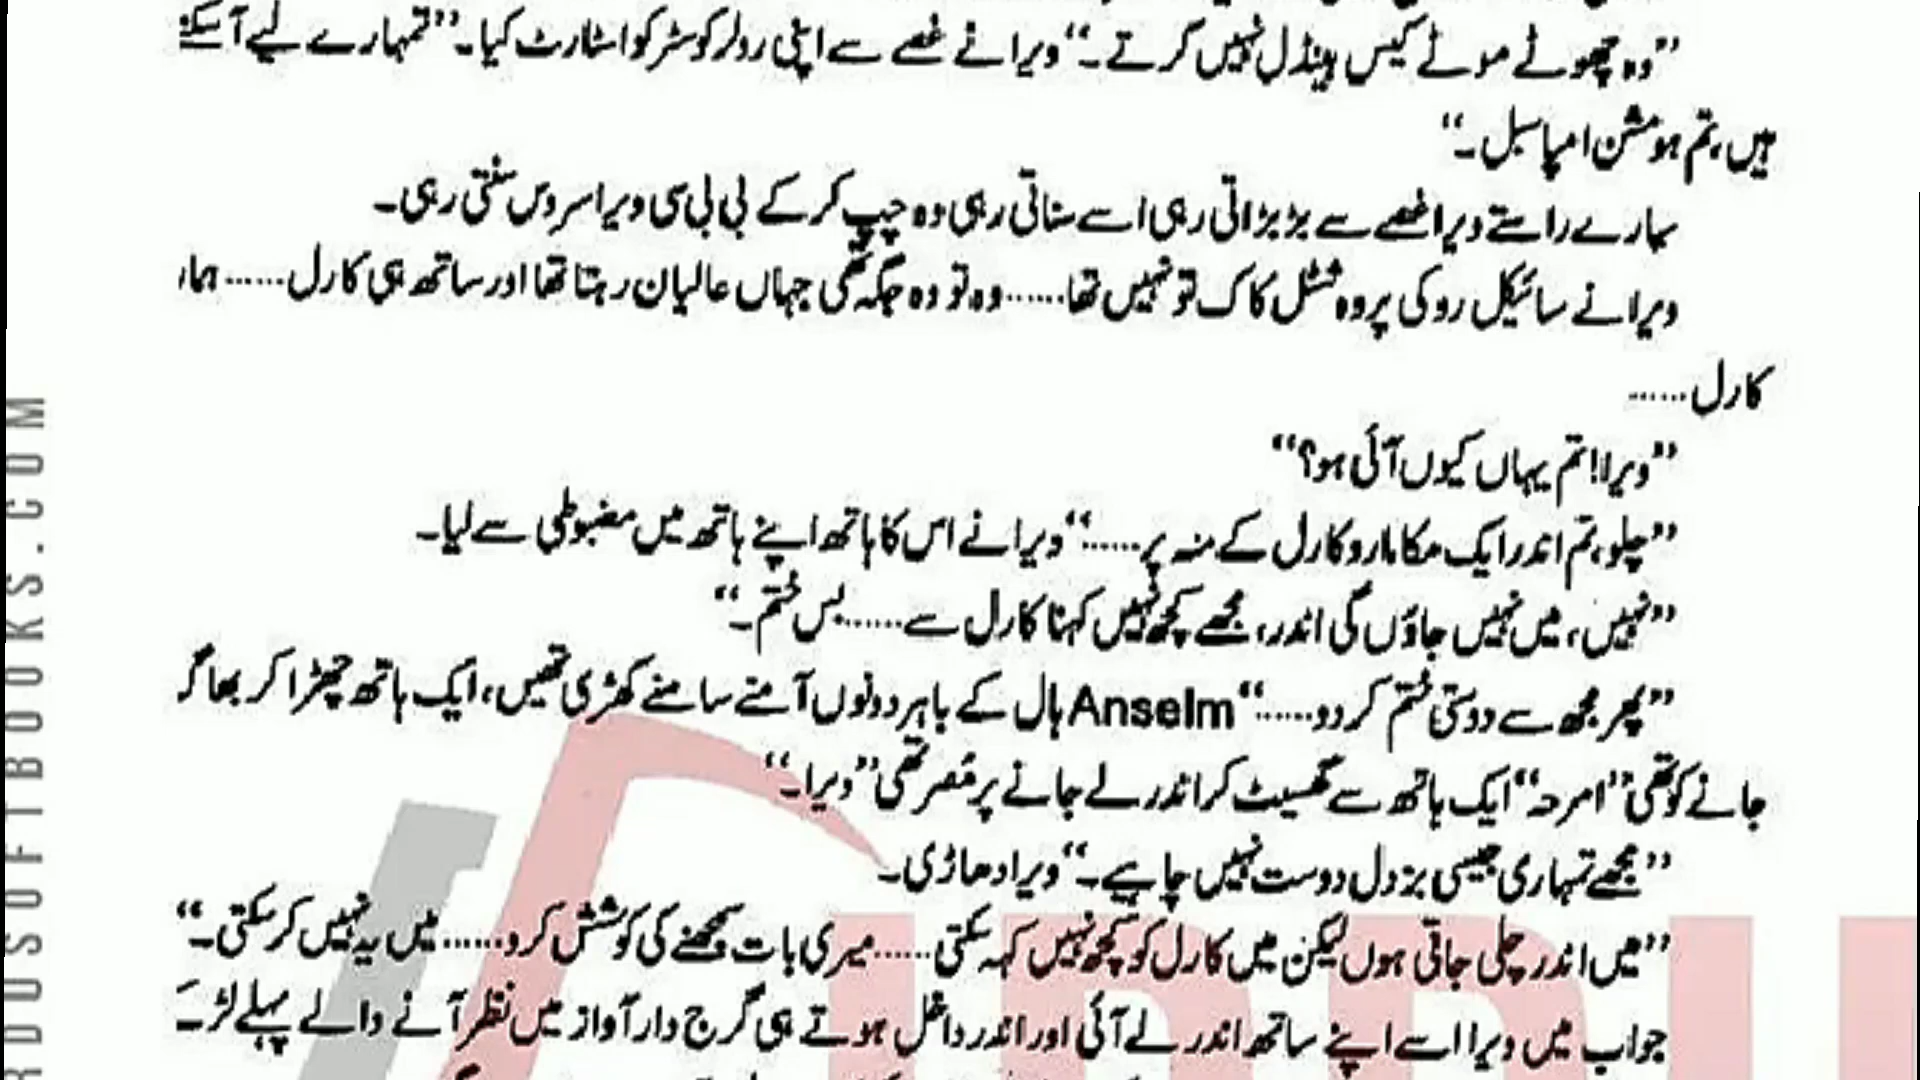 ”وہ چھوٹے موٹے کیس ہینڈل نہیں کرتے۔“ ویرا نے غصے سے اپنی رولر کوسٹر کو اسٹارٹ کیا۔ ”تمہارے لیے آ سکتے
ہیں، تم ہو مشن امپاسبل۔“
سارے راستے ویرا غصے سے بڑبڑاتی رہی اسے سناتی رہی وہ چپ کر کے بی بی سی ویرا سروس سنتی رہی۔
ویرا نے سائیکل روکی پر وہ شٹل کاک تو نہیں تھا...... وہ تو وہ جگہ تھی جہاں عالیان رہتا تھا اور ساتھ ہی کارل...... ہمارا
کارل......
”ویرا! تم یہاں کیوں آئی ہو؟“
”چلو، تم اندر ایک مکا مارو کارل کے منہ پر......“ ویرا نے اس کا ہاتھ اپنے ہاتھ میں مضبوطی سے لیا۔
”نہیں، میں نہیں جاؤں گی اندر، مجھے کچھ نہیں کہنا کارل سے...... بس ختم۔“
”پھر مجھ سے دوستی ختم کر دو......“ Anselm ہال کے باہر دونوں آمنے سامنے کھڑی تھیں، ایک ہاتھ چھڑا کر بھاگ
جانے کو تھی ”امرحہ“ ایک ہاتھ سے گھسیٹ کر اندر لے جانے پر مُصر تھی ”ویرا۔“
”مجھے تمہاری جیسی بزدل دوست نہیں چاہیے۔“ ویرا دھاڑی۔
”میں اندر چلی جاتی ہوں لیکن میں کارل کو کچھ نہیں کہہ سکتی...... میری بات سمجھنے کی کوشش کرو...... میں یہ نہیں کر سکتی۔“
جواب میں ویرا اسے اپنے ساتھ اندر لے آئی اور اندر داخل ہوتے ہی گرج دار آواز میں نظر آنے والے پہلے لڑکے
RDUSOFTBOOKS.COM